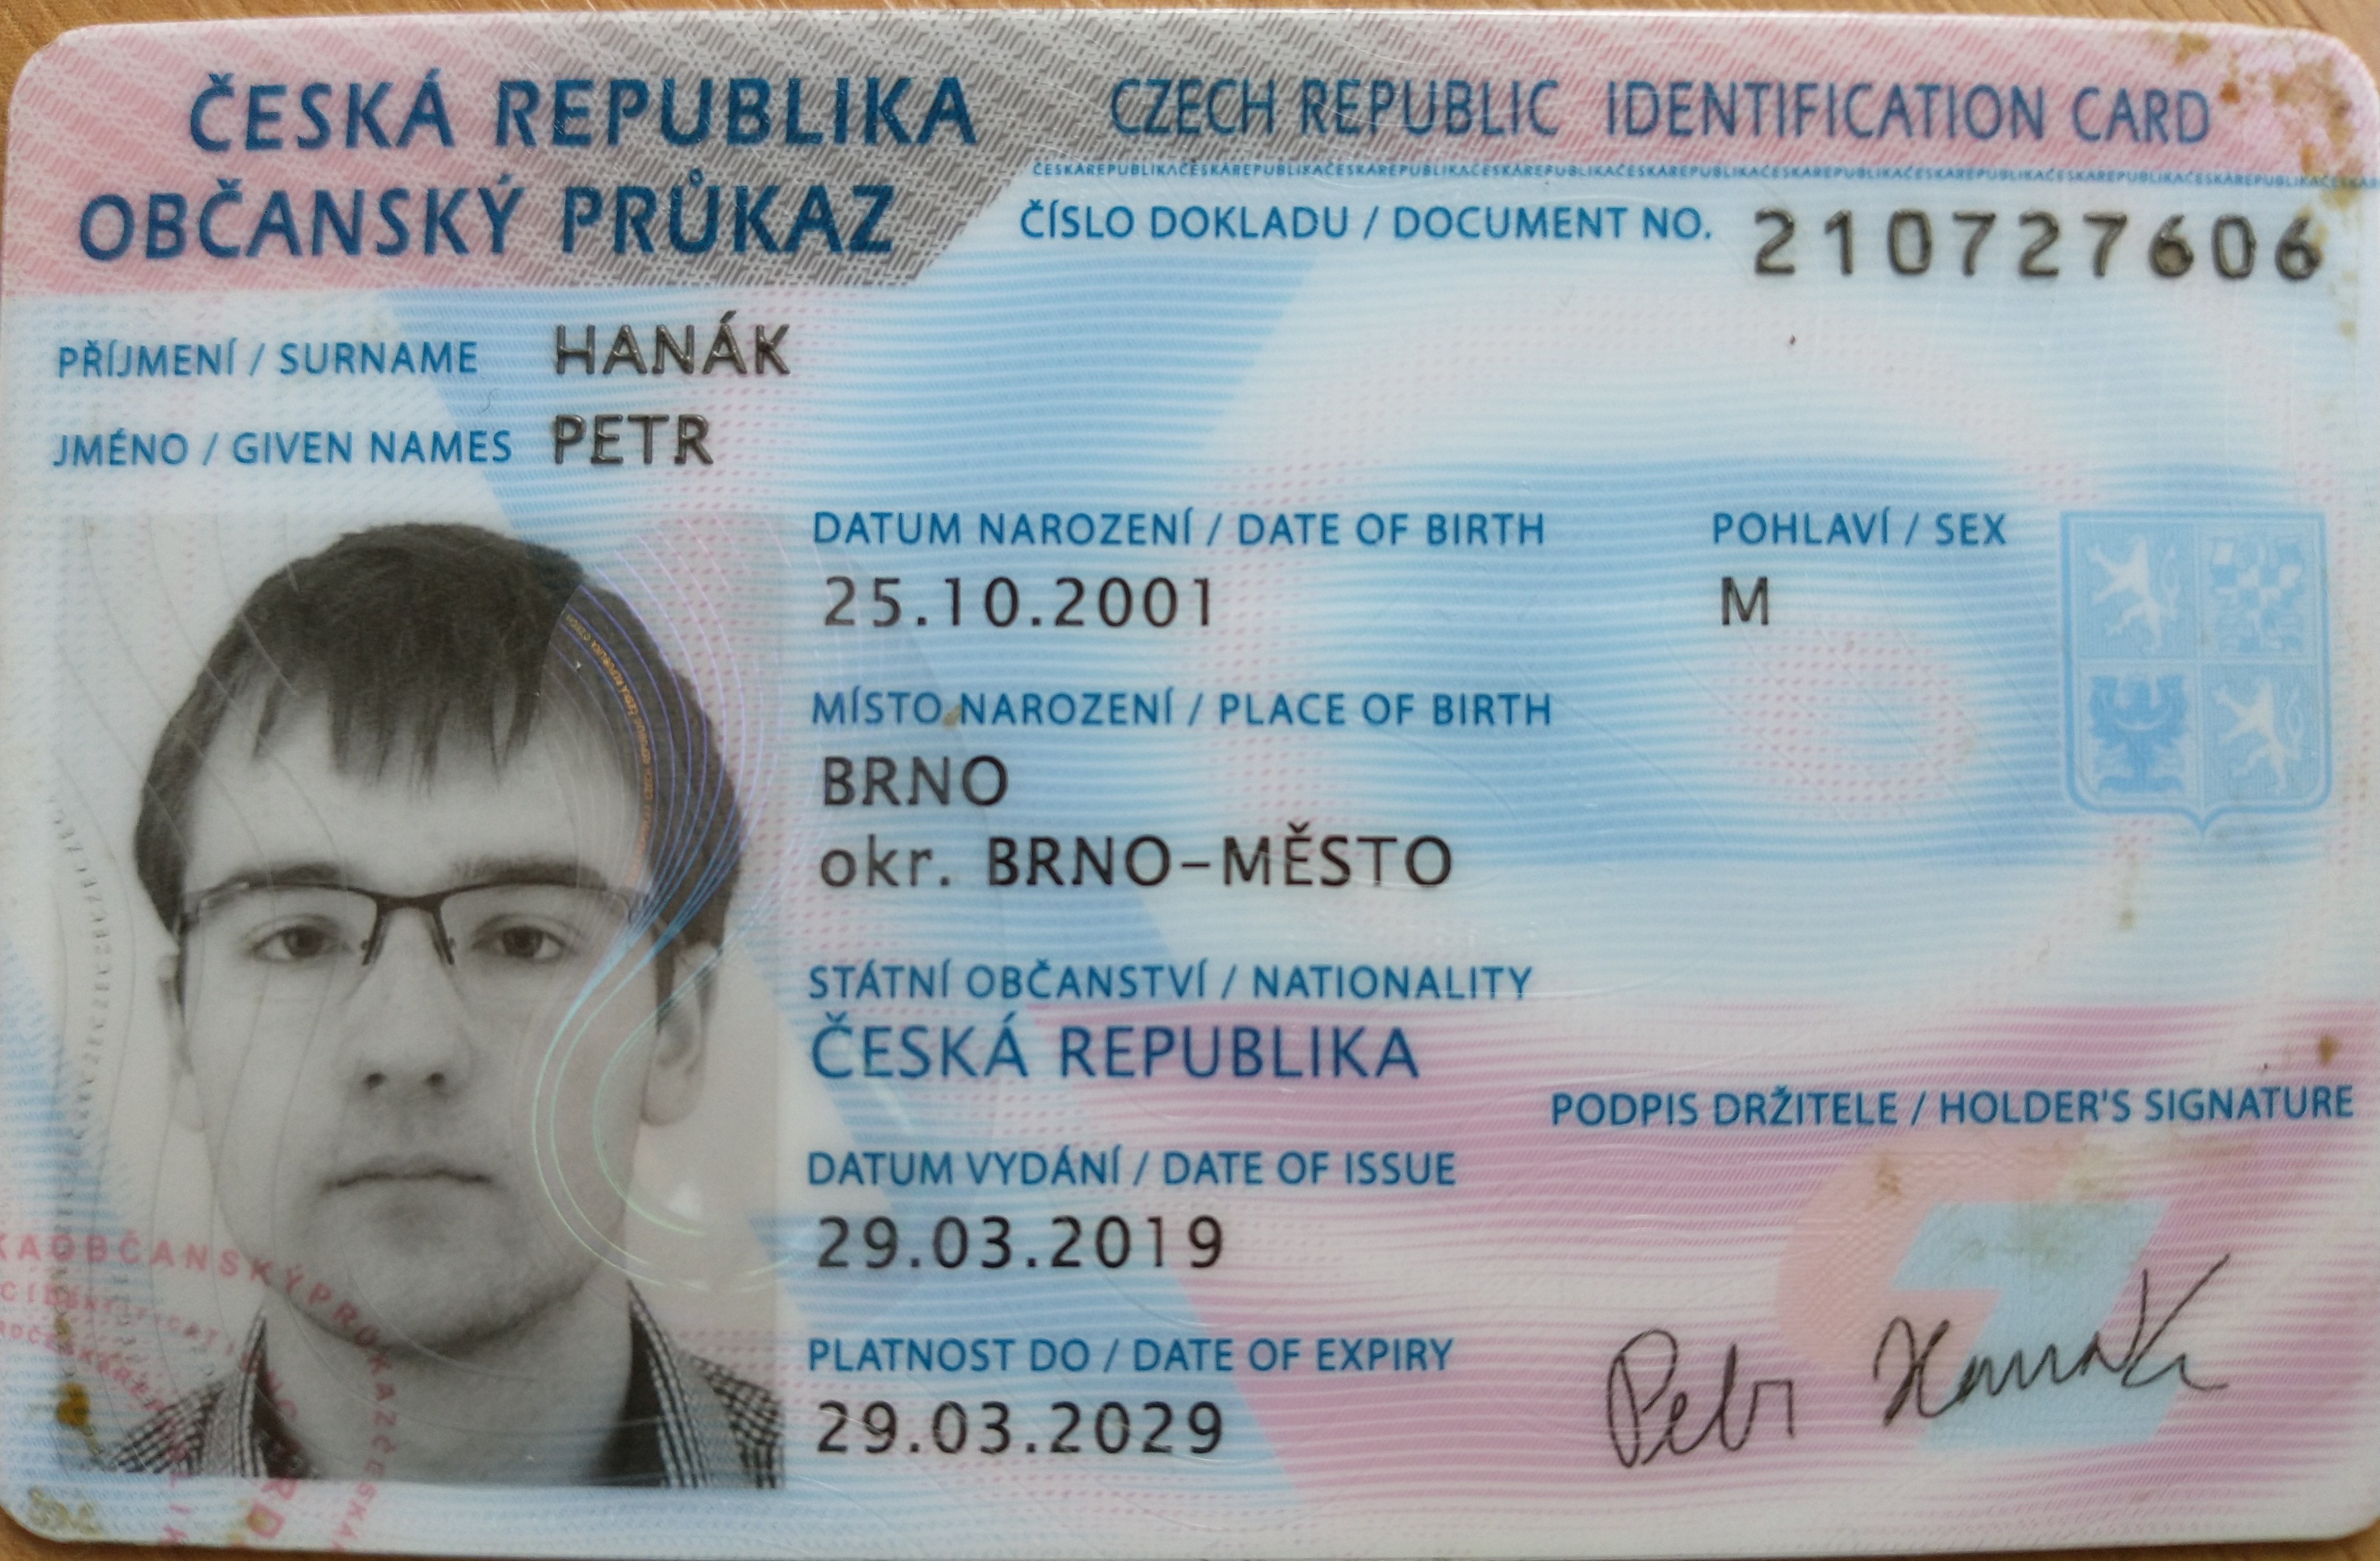 ČESKÁ REPUBLIKA
CZECH REPUBLIC IDENTIFICATION CARD
ČESKÁREPUBLIKAČESKÁREPUBLIKAČESKÁREPUBLIKAČESKÁREPUBLIKAČESKÁREPUBLIKAČESKÁREPUBLIKAČESKÁREPUBLIKAČESKÁREPUBLIKAČESKÁREPUBLIKA
OBČANSKÝ PRŮKAZ
ČÍSLO DOKLADU / DOCUMENT NO. 210727606
PŘÍJMENÍ / SURNAME HANÁK
JMÉNO / GIVEN NAMES PETR
DATUM NAROZENÍ / DATE OF BIRTH
25.10.2001
POHLAVÍ / SEX
M
MÍSTO NAROZENÍ / PLACE OF BIRTH
BRNO
okr. BRNO-MĚSTO
STÁTNÍ OBČANSTVÍ / NATIONALITY
ČESKÁ REPUBLIKA
DATUM VYDÁNÍ / DATE OF ISSUE
29.03.2019
PLATNOST DO / DATE OF EXPIRY
29.03.2029
PODPIS DRŽITELE / HOLDER'S SIGNATURE
Petr Hanák
KAOBČANSKÝPRŮKAZČESKÁ